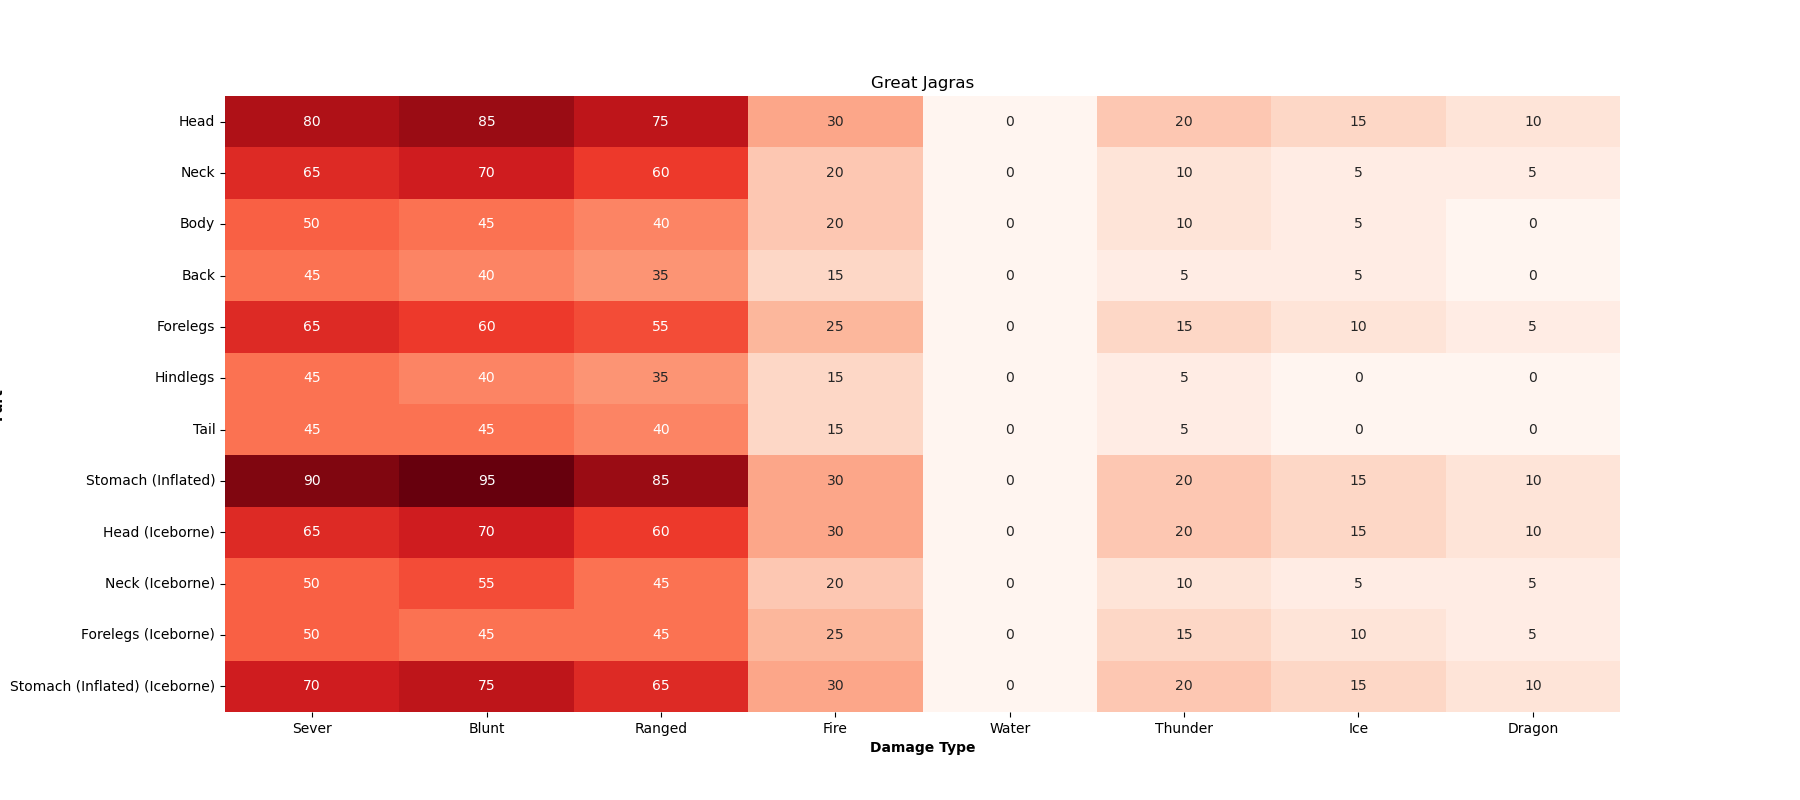 Great Jagras
Head 80 85 75 30 0 20 15 10
Neck 65 70 60 20 0 10 5 5
Body 50 45 40 20 0 10 5 0
Back 45 40 35 15 0 5 5 0
Forelegs 65 60 55 25 0 15 10 5
Hindlegs 45 40 35 15 0 5 0 0
Tail 45 45 40 15 0 5 0 0
Stomach (Inflated) 90 95 85 30 0 20 15 10
Head (Iceborne) 65 70 60 30 0 20 15 10
Neck (Iceborne) 50 55 45 20 0 10 5 5
Forelegs (Iceborne) 50 45 45 25 0 15 10 5
Stomach (Inflated) (Iceborne) 70 75 65 30 0 20 15 10
Sever Blunt Ranged Fire Water Thunder Ice Dragon
Damage Type